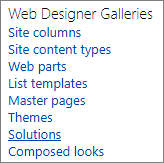 Web Designer Galleries
Site columns
Site content types
Web parts
List templates
Master pages
Themes
Solutions
Composed looks